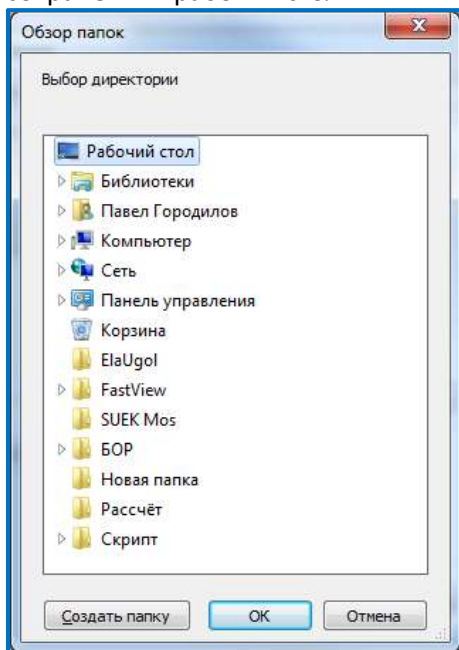 Обзор папок
Выбор директории
Рабочий стол
Библиотеки
Павел Городилов
Компьютер
Сеть
Панель управления
Корзина
ElaUgol
FastView
SUEK Mos
БОР
Новая папка
Рассчёт
Скрипт
Создать папку ОК Отмена